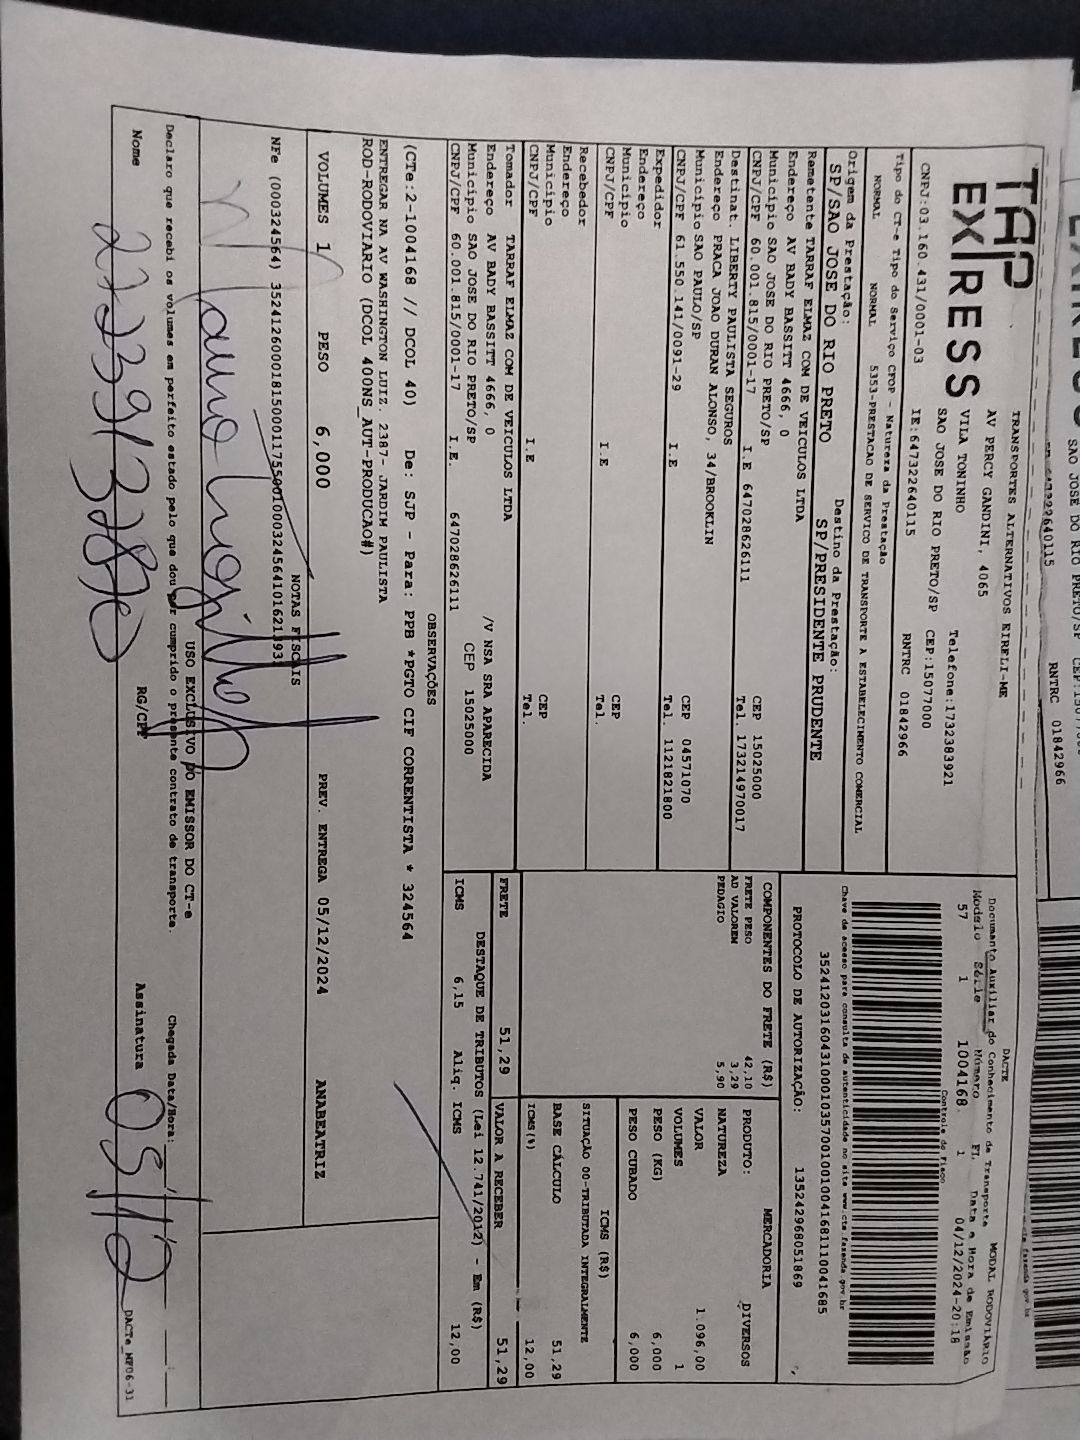 TAP
EXPRESS
TRANSPORTES ALTERNATIVOS EIRELI-ME
AV PERCY GANDINI, 4065
VILA TONINHO
SAO JOSE DO RIO PRETO/SP
Telefone:1732383921
CEP:15077000
CNPJ:03.160.431/0001-03
IE:647322640115
RNTRC 01842966
Tipo do CT-e Tipo do Serviço CFOP - Natureza da Prestação
NORMAL NORMAL 5353-PRESTACAO DE SERVICO DE TRANSPORTE A ESTABELECIMENTO COMERCIAL
Origem da Prestação: Destino da Prestação:
SP/SAO JOSE DO RIO PRETO SP/PRESIDENTE PRUDENTE
Remetente TARRAF ELMAZ COM DE VEICULOS LTDA
Endereço AV BADY BASSITT 4666, 0
Município SAO JOSE DO RIO PRETO/SP CEP 15025000
CNPJ/CPF 60.001.815/0001-17 I.E 647028626111 Tel. 173214970017
Destinat. LIBERTY PAULISTA SEGUROS
Endereço PRACA JOAO DURAN ALONSO, 34/BROOKLIN
Município SAO PAULO/SP CEP 04571070
CNPJ/CPF 61.550.141/0091-29 I.E Tel. 1121821800
Expedidor
Endereço
Município CEP
CNPJ/CPF I.E Tel.
Recebedor
Endereço
Município CEP
CNPJ/CPF I.E Tel.
Tomador TARRAF ELMAZ COM DE VEICULOS LTDA
Endereço AV BADY BASSITT 4666, 0 /V NSA SRA APARECIDA
Município SAO JOSE DO RIO PRETO/SP CEP 15025000
CNPJ/CPF 60.001.815/0001-17 I.E. 647028626111
DACTE MODAL RODOVIÁRIO
Documento Auxiliar do Conhecimento de Transporte
Modelo Série Número FL Data e Hora de Emissão
57 1 1004168 1 04/12/2024-20:18
Controle do Fisco
Chave de acesso para consulta de autenticidade no site www.cte.fazenda.gov.br
35241203160431000103570010010041681110041685
PROTOCOLO DE AUTORIZAÇÃO: 135242968051869
COMPONENTES DO FRETE (R$)
FRETE PESO 42,10
AD VALOREM 3,29
PEDAGIO 5,90
MERCADORIA
PRODUTO: DIVERSOS
NATUREZA
VALOR 1.096,00
VOLUMES 1
PESO (KG) 6,000
PESO CUBADO 6,000
ICMS (R$)
SITUAÇÃO 00-TRIBUTADA INTEGRALMENTE
BASE CÁLCULO 51,29
ICMS(%) 12,00
FRETE 51,29 VALOR A RECEBER 51,29
DESTAQUE DE TRIBUTOS (Lei 12.741/2012) - Em (R$)
ICMS 6,15 Aliq. ICMS 12,00
OBSERVAÇÕES
(CTe:2-1004168 // DCOL 40) De: SJP - Para: PPB *PGTO CIF CORRENTISTA * 324564
ENTREGAR NA AV WASHINGTON LUIZ. 2387- JARDIM PAULISTA
ROD-RODOVIARIO (DCOL 400NS_AUT-PRODUCAO#)
VOLUMES 1 PESO 6,000 PREV. ENTREGA 05/12/2024 ANABEATRIZ
NOTAS FISCAIS
NFe (000324564)
USO EXCLUSIVO DO EMISSOR DO CT-e
Declaro que recebi os volumes em perfeito estado pelo que dou por cumprido o presente contrato de transporte. Chegada Data/Hora:
Nome RG/CPF Assinatura 05/12
DACTe_MF06-31